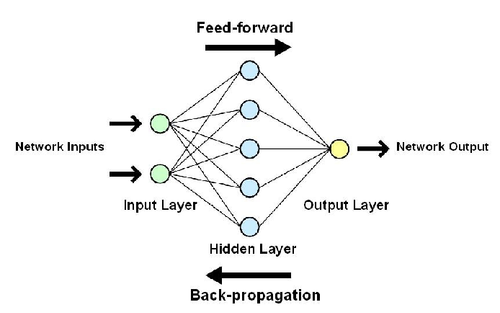 Feed-forward
Network Inputs
Network Output
Input Layer
Output Layer
Hidden Layer
Back-propagation